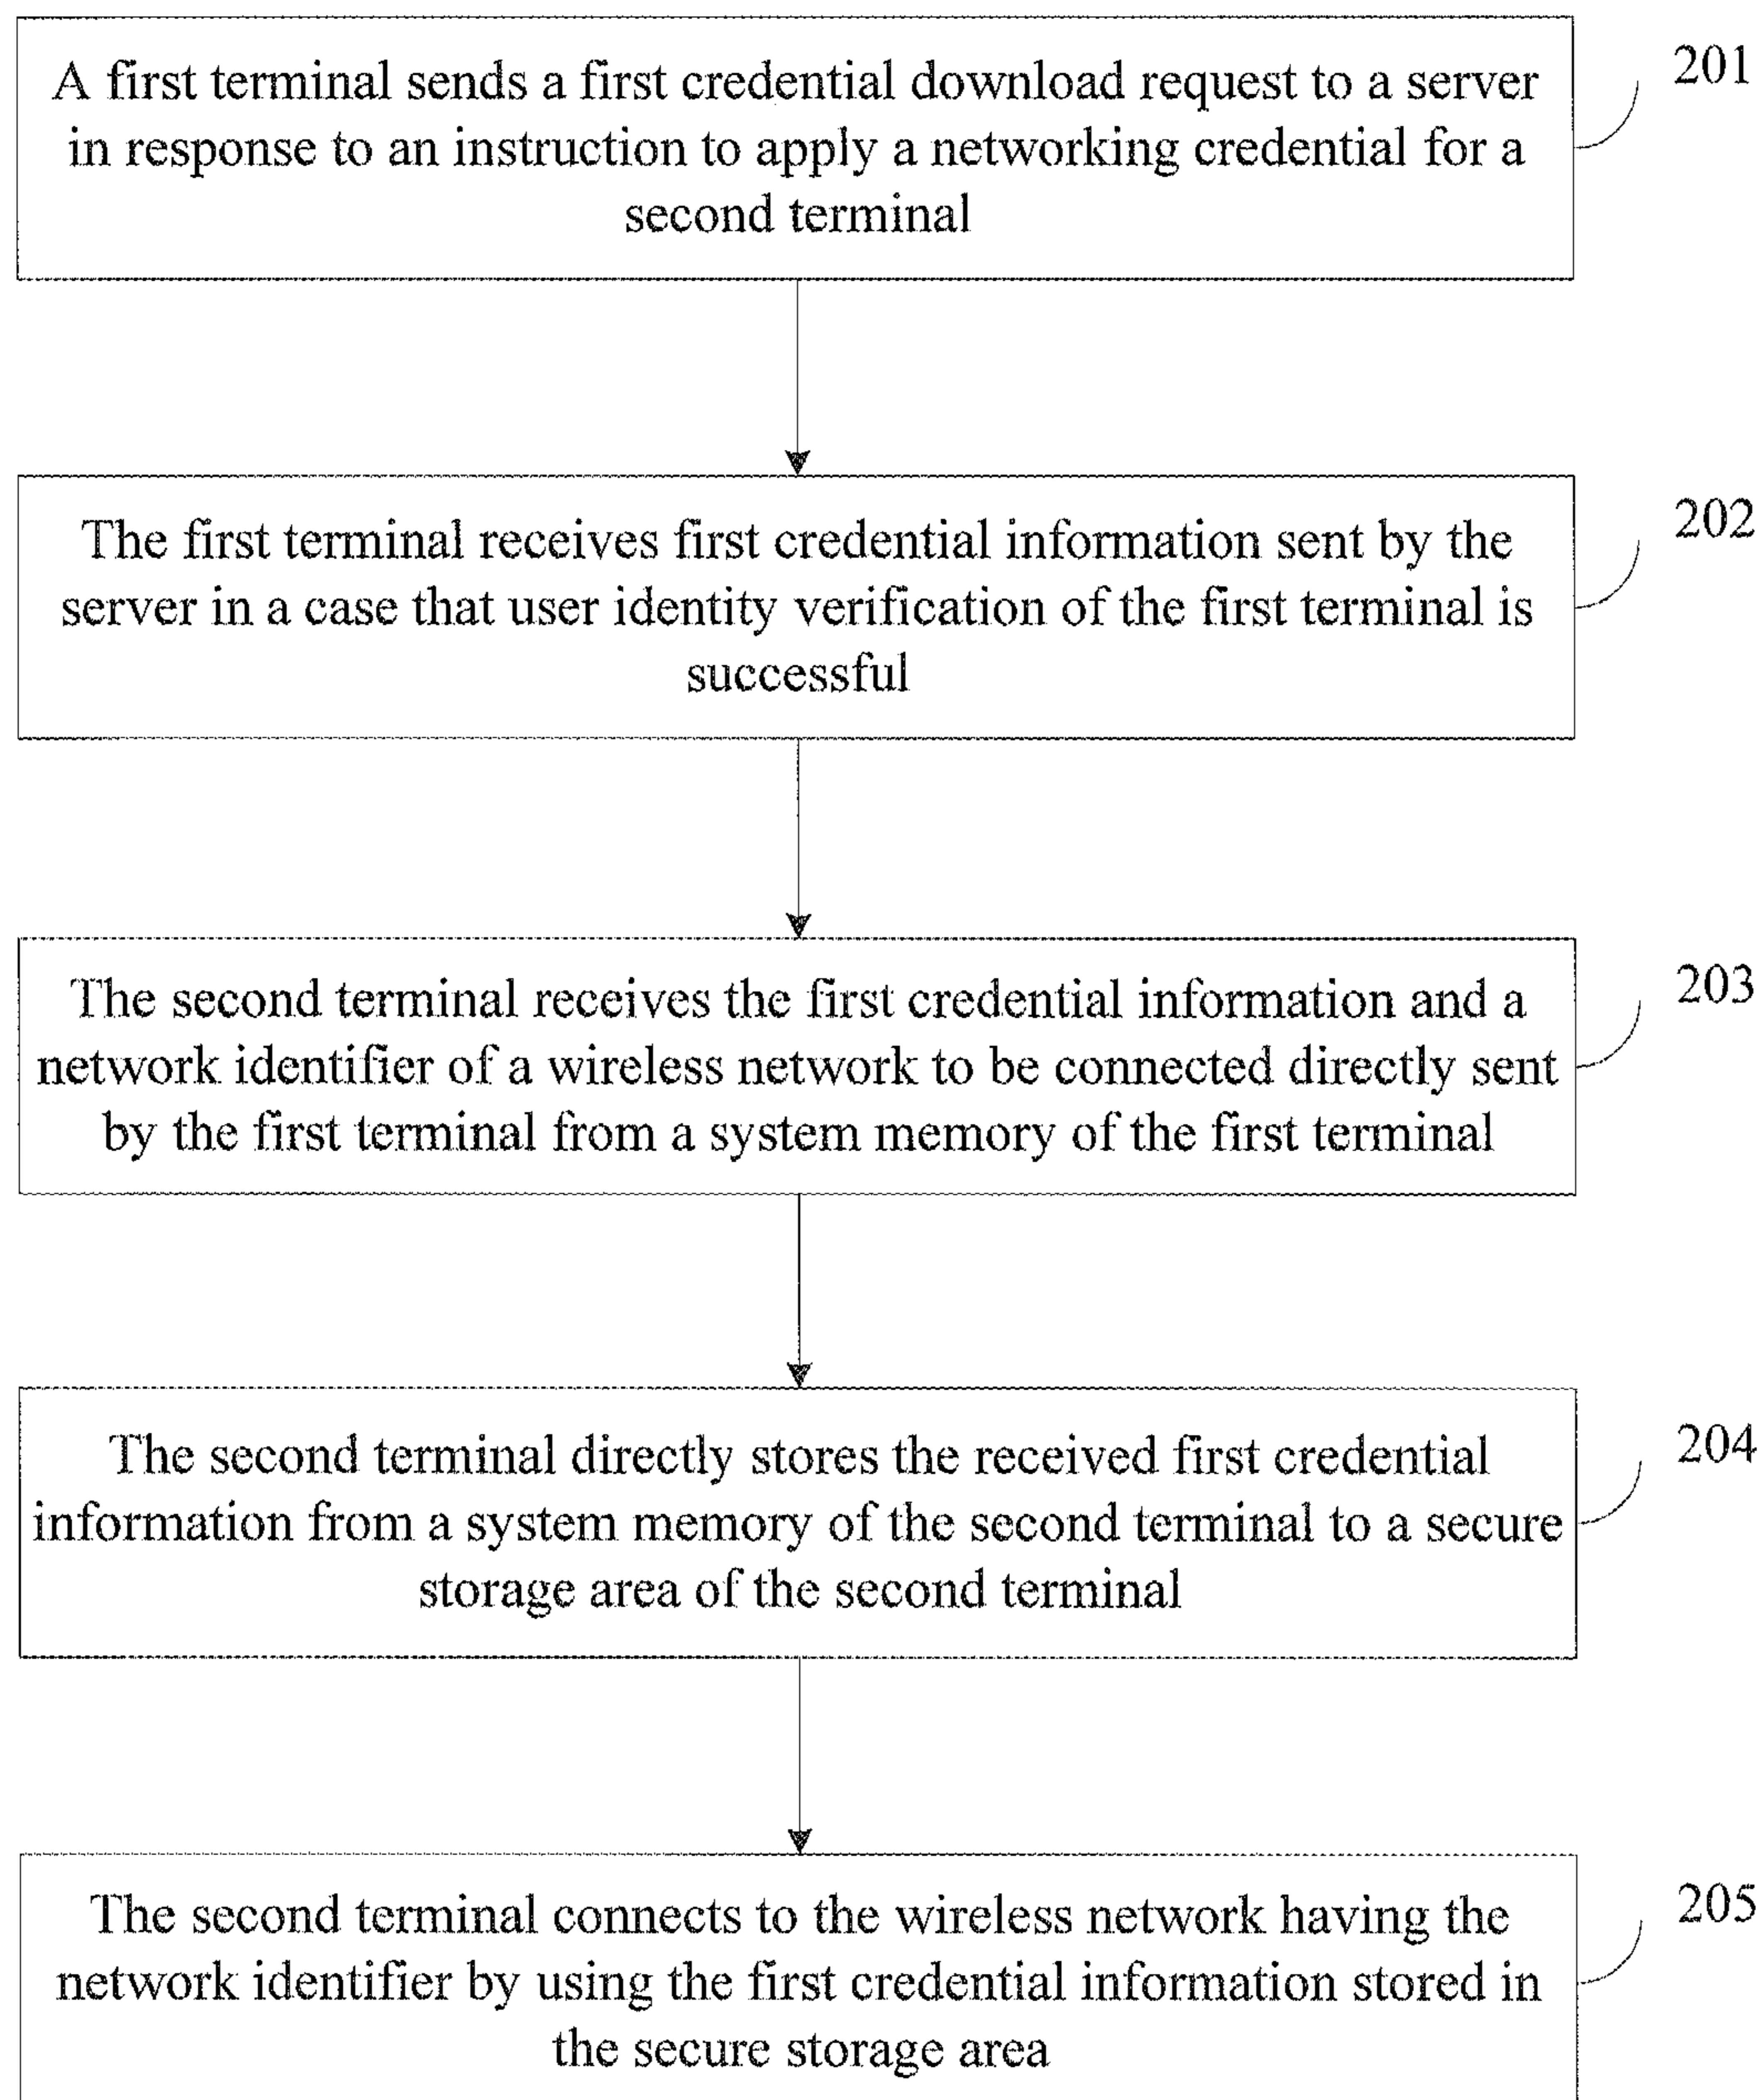 A first terminal sends a first credential download request to a server
in response to an instruction to apply a networking credential for a
second terminal
201
The first terminal receives first credential information sent by the
server in a case that user identity verification of the first terminal is
successful
202
The second terminal receives the first credential information and a
network identifier of a wireless network to be connected directly sent
by the first terminal from a system memory of the first terminal
203
The second terminal directly stores the received first credential
information from a system memory of the second terminal to a secure
storage area of the second terminal
204
The second terminal connects to the wireless network having the
network identifier by using the first credential information stored in
the secure storage area
205